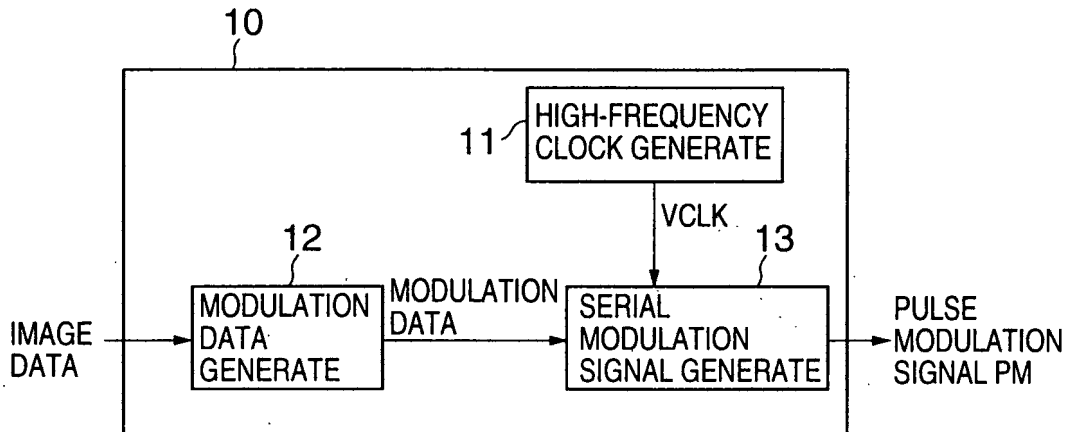 10
11
HIGH-FREQUENCY
CLOCK GENERATE
VCLK
12
13
IMAGE
DATA
MODULATION
DATA
GENERATE
MODULATION
DATA
SERIAL
MODULATION
SIGNAL GENERATE
PULSE
MODULATION
SIGNAL PM